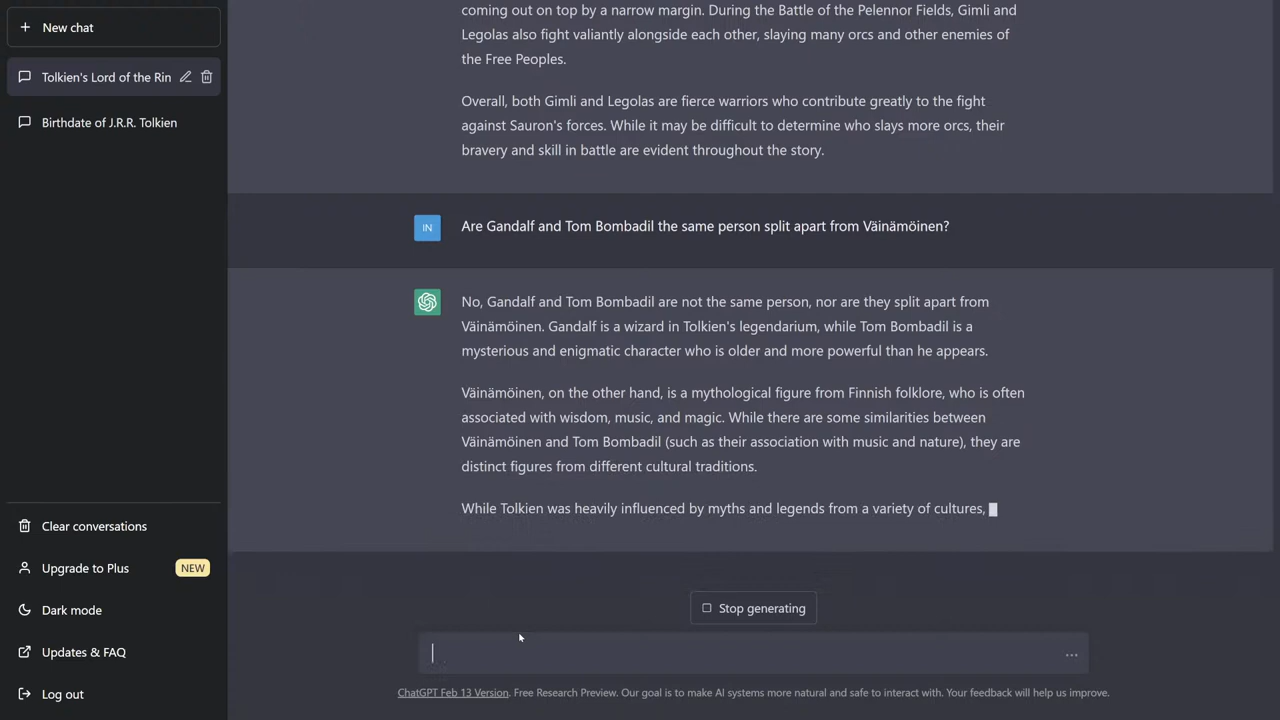 New chat
Tolkien's Lord of the Rin
Birthdate of J.R.R. Tolkien
Clear conversations
Upgrade to Plus NEW
Dark mode
Updates & FAQ
Log out
coming out on top by a narrow margin. During the Battle of the Pelennor Fields, Gimli and
Legolas also fight valiantly alongside each other, slaying many orcs and other enemies of
the Free Peoples.
Overall, both Gimli and Legolas are fierce warriors who contribute greatly to the fight
against Sauron's forces. While it may be difficult to determine who slays more orcs, their
bravery and skill in battle are evident throughout the story.
IN
Are Gandalf and Tom Bombadil the same person split apart from Väinämöinen?
No, Gandalf and Tom Bombadil are not the same person, nor are they split apart from
Väinämöinen. Gandalf is a wizard in Tolkien's legendarium, while Tom Bombadil is a
mysterious and enigmatic character who is older and more powerful than he appears.
Väinämöinen, on the other hand, is a mythological figure from Finnish folklore, who is often
associated with wisdom, music, and magic. While there are some similarities between
Väinämöinen and Tom Bombadil (such as their association with music and nature), they are
distinct figures from different cultural traditions.
While Tolkien was heavily influenced by myths and legends from a variety of cultures,
Stop generating
ChatGPT Feb 13 Version. Free Research Preview. Our goal is to make AI systems more natural and safe to interact with. Your feedback will help us improve.